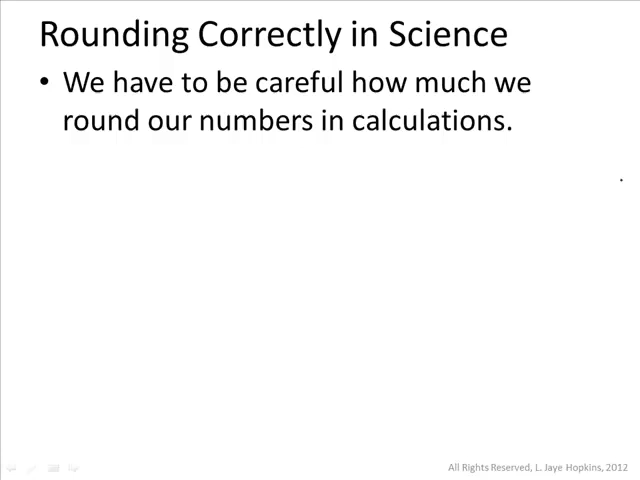 Rounding Correctly in Science
• We have to be careful how much we
round our numbers in calculations.
All Rights Reserved, L. Jaye Hopkins, 2012